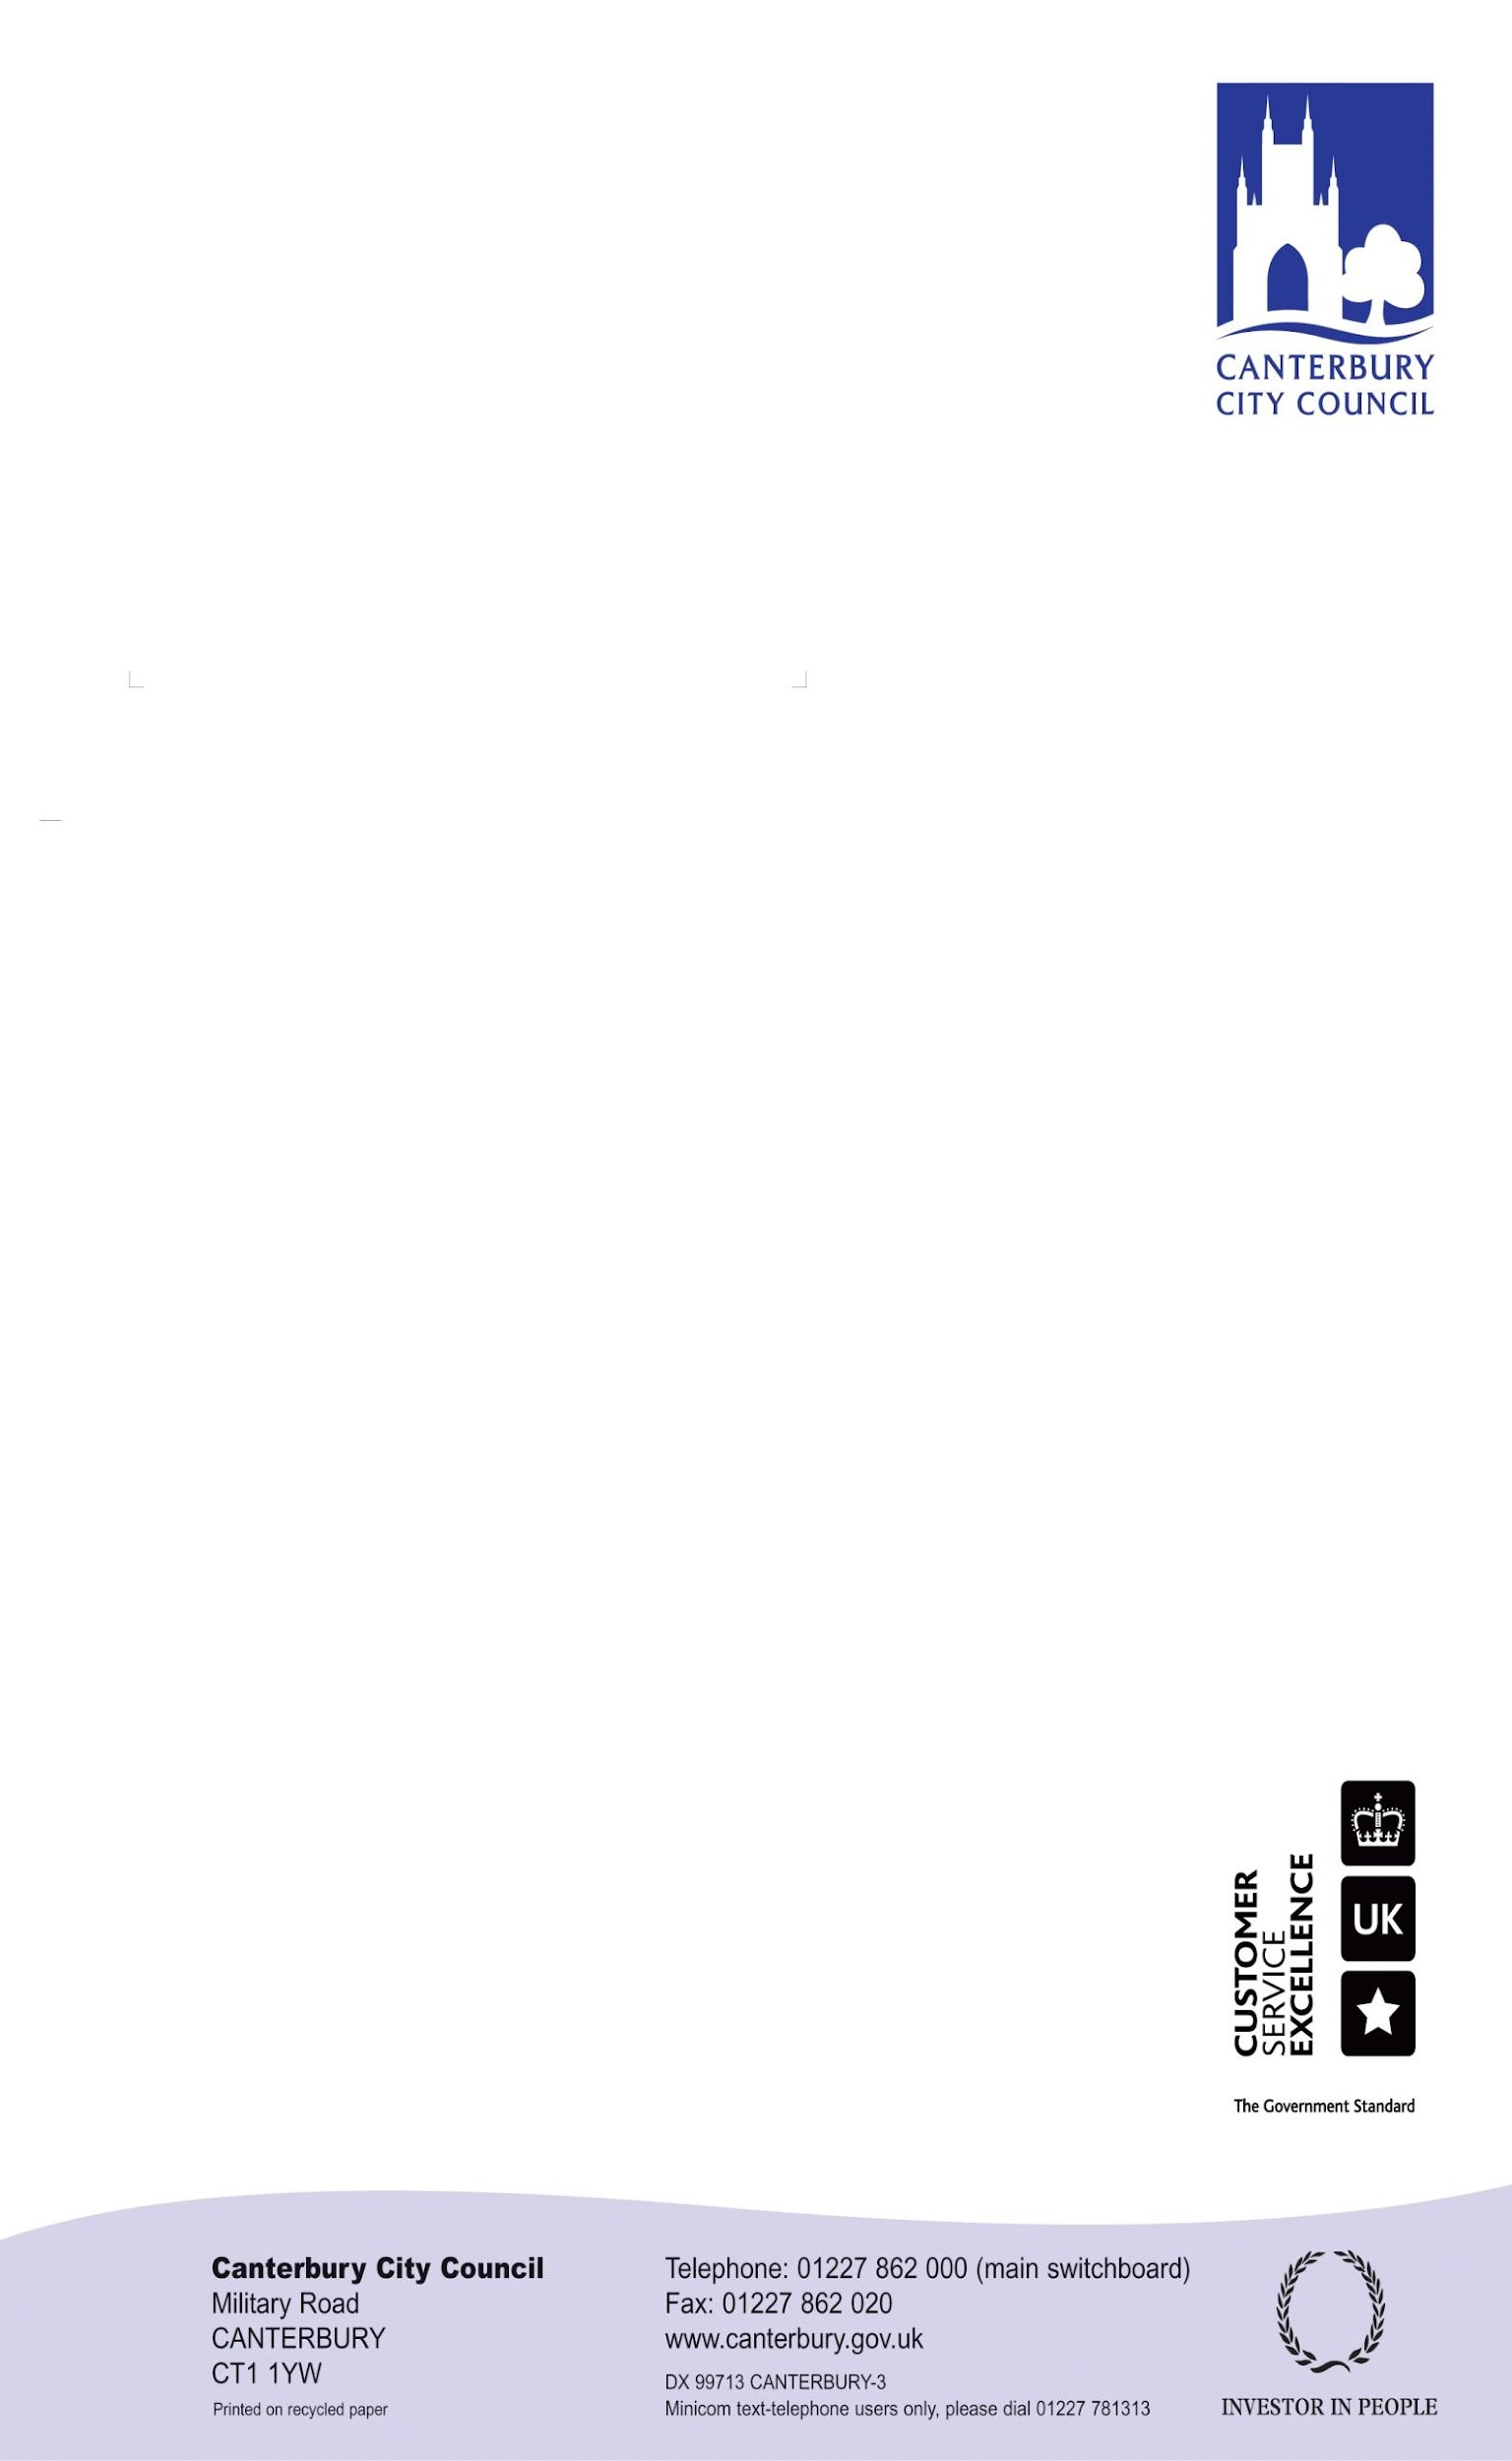 CANTERBURY
CITY COUNCIL
CUSTOMER
SERVICE
EXCELLENCE
UK
The Government Standard
Canterbury City Council
Military Road
CANTERBURY
CT1 1YW
Printed on recycled paper
Telephone: 01227 862 000 (main switchboard)
Fax: 01227 862 020
www.canterbury.gov.uk
DX 99713 CANTERBURY-3
Minicom text-telephone users only, please dial 01227 781313
INVESTOR IN PEOPLE